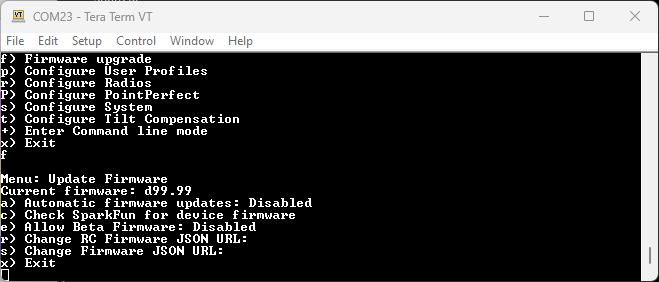 COM23 - Tera Term VT
File Edit Setup Control Window Help
f) Firmware upgrade
p) Configure User Profiles
r) Configure Radios
P) Configure PointPerfect
s) Configure System
t) Configure Tilt Compensation
+) Enter Command line mode
x) Exit
f
Menu: Update Firmware
Current firmware: d99.99
a) Automatic firmware updates: Disabled
c) Check SparkFun for device firmware
e) Allow Beta Firmware: Disabled
r) Change RC Firmware JSON URL:
s) Change Firmware JSON URL:
x) Exit